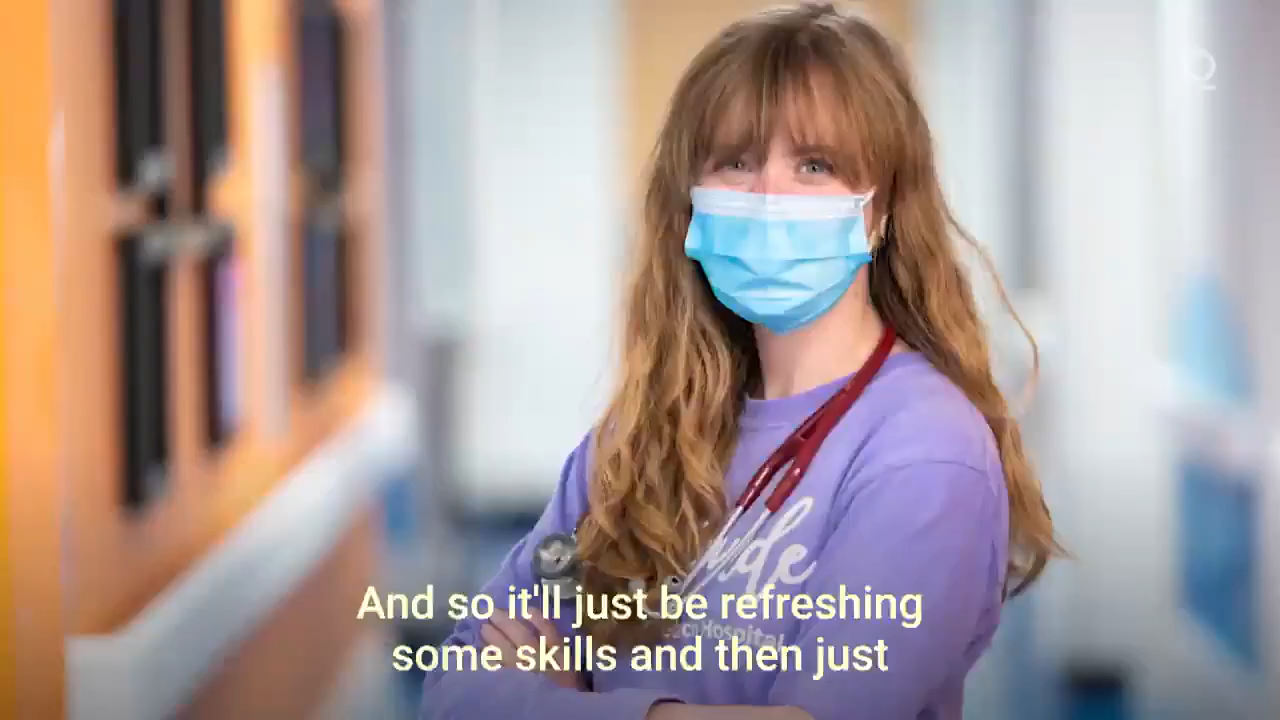 And so it'll just be refreshing
some skills and then just